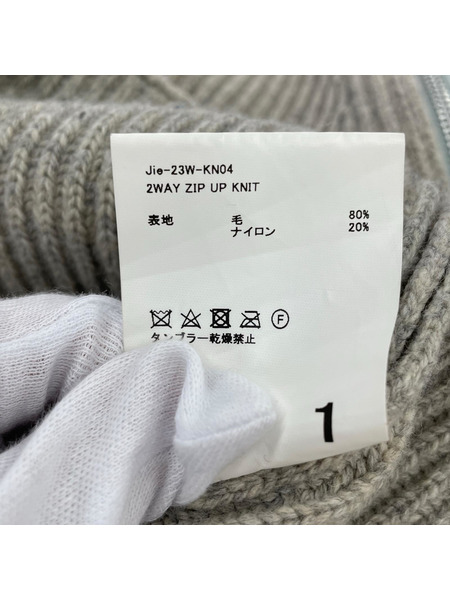 Jie-23W-KN04
2WAY ZIP UP KNIT
表地 毛 80%
ナイロン 20%
F
タンブラー乾燥禁止
1